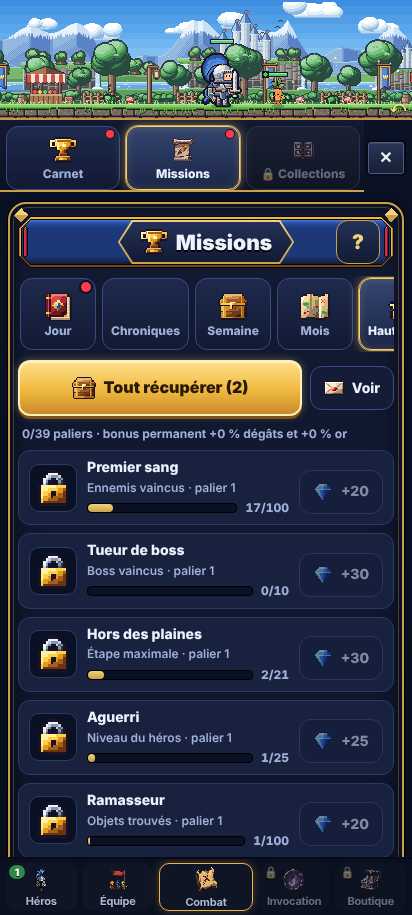 Carnet
Missions
Collections
×
Missions
?
Jour
Chroniques
Semaine
Mois
Tout récupérer (2)
Voir
0/39 paliers · bonus permanent +0 % dégâts et +0 % or
Premier sang
Ennemis vaincus · palier 1
17/100
+20
Tueur de boss
Boss vaincus · palier 1
0/10
+30
Hors des plaines
Étape maximale · palier 1
2/21
+30
Aguerri
Niveau du héros · palier 1
1/25
+25
Ramasseur
Objets trouvés · palier 1
1/100
+20
1
Héros
Équipe
Combat
Invocation
Boutique